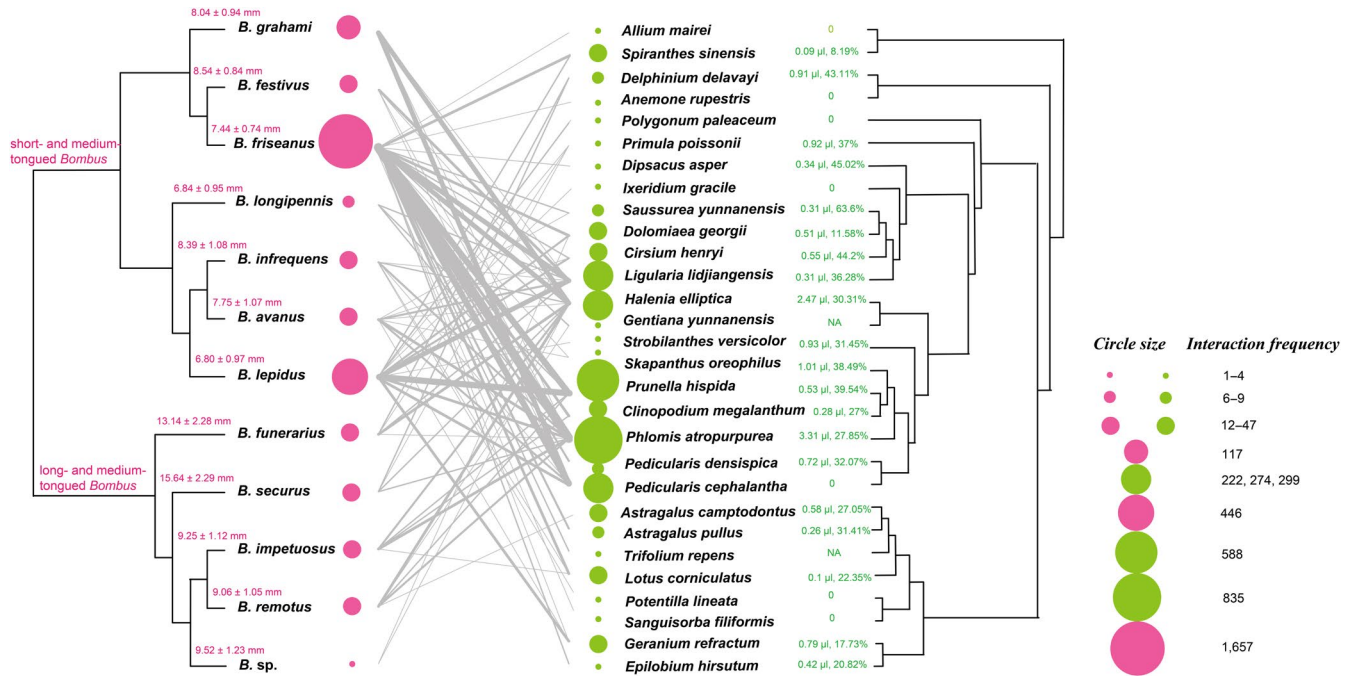 8.04 ± 0.94 mm
B. grahami
8.54 ± 0.84 mm
B. festivus
7.44 ± 0.74 mm
B. friseanus
short- and medium-
tongued Bombus
6.84 ± 0.95 mm
B. longipennis
8.39 ± 1.08 mm
B. infrequens
7.75 ± 1.07 mm
B. avanus
6.80 ± 0.97 mm
B. lepidus
13.14 ± 2.28 mm
B. funerarius
long- and medium-
tongued Bombus
15.64 ± 2.29 mm
B. securus
9.25 ± 1.12 mm
B. impetuosus
9.06 ± 1.05 mm
B. remotus
9.52 ± 1.23 mm
B. sp.
Allium mairei 0
Spiranthes sinensis 0.09 µl, 8.19%
Delphinium delavayi 0.91 µl, 43.11%
Anemone rupestris 0
Polygonum paleaceum 0
Primula poissonii 0.92 µl, 37%
Dipsacus asper 0.34 µl, 45.02%
Ixeridium gracile 0
Saussurea yunnanensis 0.31 µl, 63.6%
Dolomiaea georgii 0.51 µl, 11.58%
Cirsium henryi 0.55 µl, 44.2%
Ligularia lidjiangensis 0.31 µl, 36.28%
Halenia elliptica 2.47 µl, 30.31%
Gentiana yunnanensis NA
Strobilanthes versicolor 0.93 µl, 31.45%
Skapanthus oreophilus 1.01 µl, 38.49%
Prunella hispida 0.53 µl, 39.54%
Clinopodium megalanthum 0.28 µl, 27%
Phlomis atropurpurea 3.31 µl, 27.85%
Pedicularis densispica 0.72 µl, 32.07%
Pedicularis cephalantha 0
Astragalus camptodontus 0.58 µl, 27.05%
Astragalus pullus 0.26 µl, 31.41%
Trifolium repens NA
Lotus corniculatus 0.1 µl, 22.35%
Potentilla lineata 0
Sanguisorba filiformis 0
Geranium refractum 0.79 µl, 17.73%
Epilobium hirsutum 0.42 µl, 20.82%
Circle size Interaction frequency
1–4
6–9
12–47
117
222, 274, 299
446
588
835
1,657